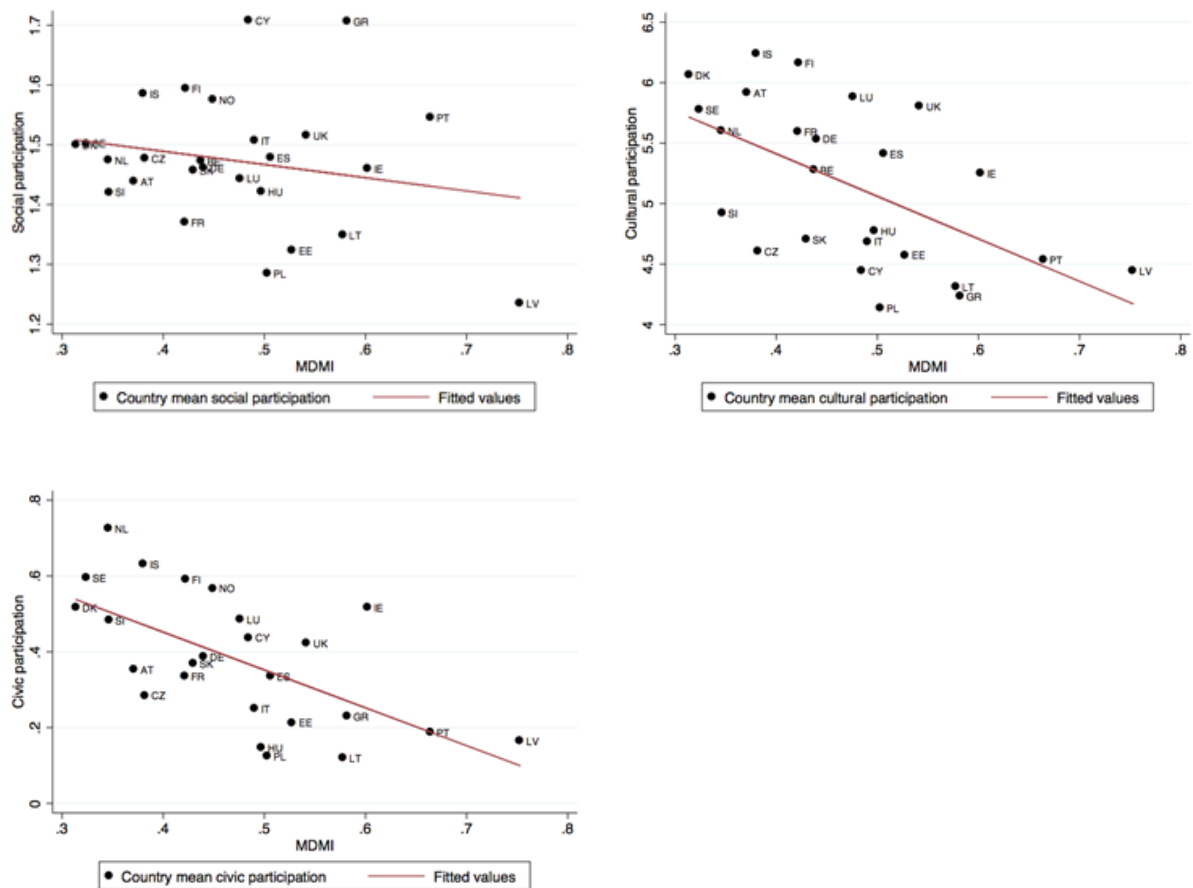 Social participation
1.7
1.6
1.5
1.4
1.3
1.2
CY
GR
IS
FI
NO
PT
IT
UK
SE
NL
CZ
BE
DE
SK
ES
IE
AT
LU
SI
HU
FR
LT
EE
PL
LV
.3 .4 .5 .6 .7 .8
MDMI
Country mean social participation Fitted values
Cultural participation
6.5
6
5.5
5
4.5
4
IS
FI
DK
AT
LU
UK
SE
NL
FR
DE
ES
BE
IE
SI
HU
SK
IT
CZ
EE
PT
CY
LV
LT
GR
PL
.3 .4 .5 .6 .7 .8
MDMI
Country mean cultural participation Fitted values
Civic participation
.8
.6
.4
.2
0
NL
IS
SE
FI
NO
DK
IE
SI
LU
CY
UK
DE
SK
AT
FR
ES
CZ
IT
GR
EE
PT
LV
HU
PL
LT
.3 .4 .5 .6 .7 .8
MDMI
Country mean civic participation Fitted values